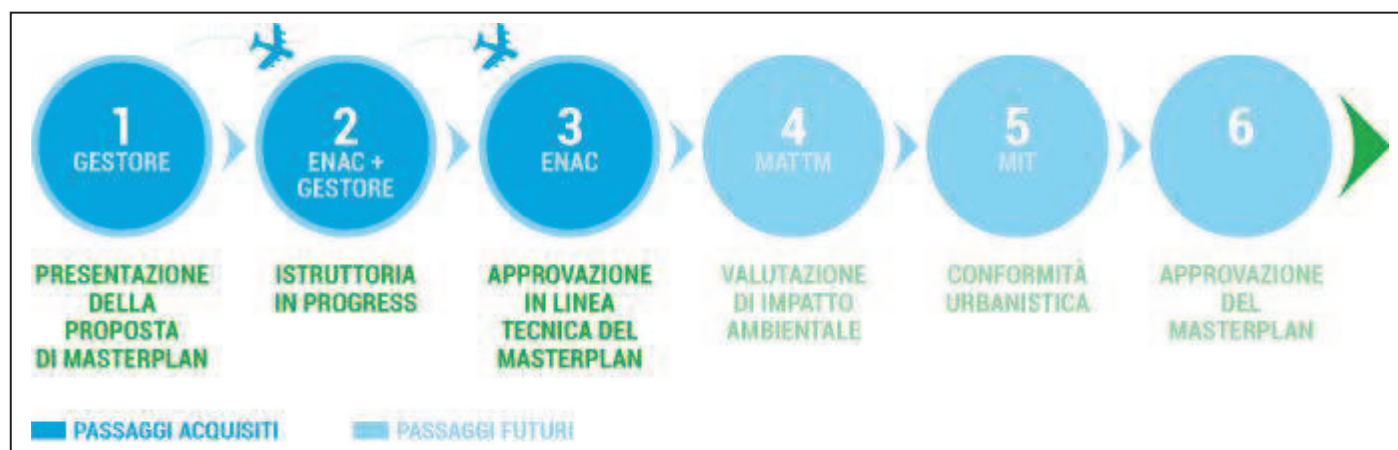 1
GESTORE
2
ENAC +
GESTORE
3
ENAC
4
MATTM
5
MIT
6
PRESENTAZIONE
DELLA
PROPOSTA
DI MASTERPLAN
ISTRUTTORIA
IN PROGRESS
APPROVAZIONE
IN LINEA
TECNICA DEL
MASTERPLAN
VALUTAZIONE
DI IMPATTO
AMBIENTALE
CONFORMITÀ
URBANISTICA
APPROVAZIONE
DEL
MASTERPLAN
PASSAGGI ACQUISITI
PASSAGGI FUTURI